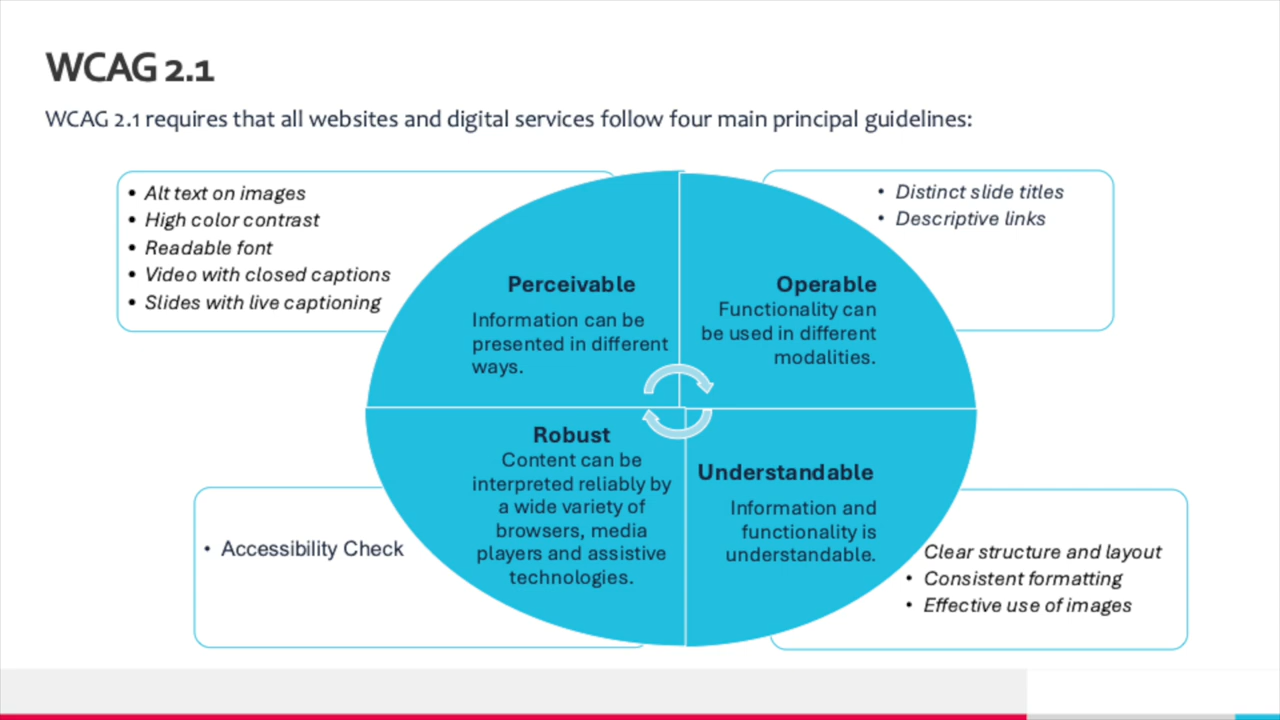 WCAG 2.1
WCAG 2.1 requires that all websites and digital services follow four main principal guidelines:
• Alt text on images
• High color contrast
• Readable font
• Video with closed captions
• Slides with live captioning
Perceivable
Information can be
presented in different
ways.
• Distinct slide titles
• Descriptive links
Operable
Functionality can
be used in different
modalities.
Robust
Content can be
interpreted reliably by
a wide variety of
browsers, media
players and assistive
technologies.
• Accessibility Check
Understandable
Information and
functionality is
understandable.
Clear structure and layout
• Consistent formatting
• Effective use of images